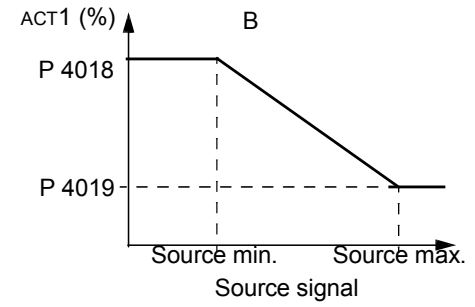 ACT1 (%)
B
P 4018
P 4019
Source min.
Source max.
Source signal